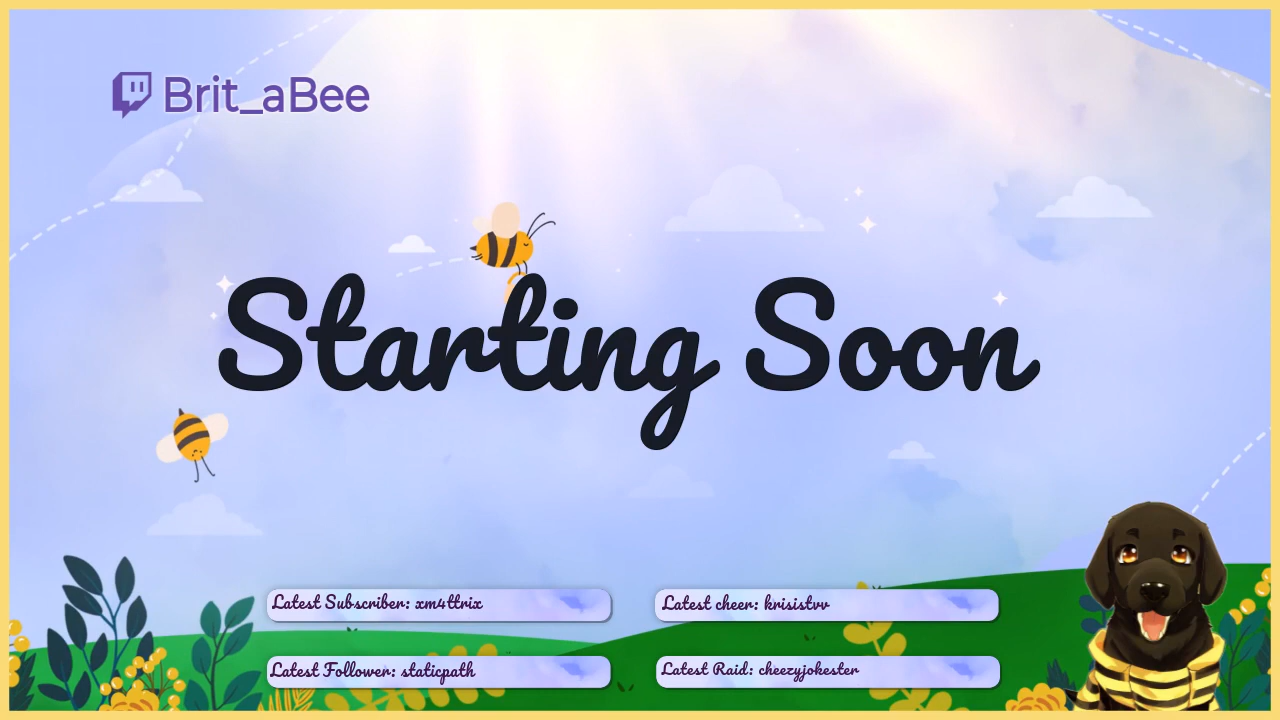 Brit_aBee
Starting Soon
Latest Subscriber: xm4ttrix
Latest cheer: krisistvv
Latest Follower: staticpath
Latest Raid: cheezyjokester